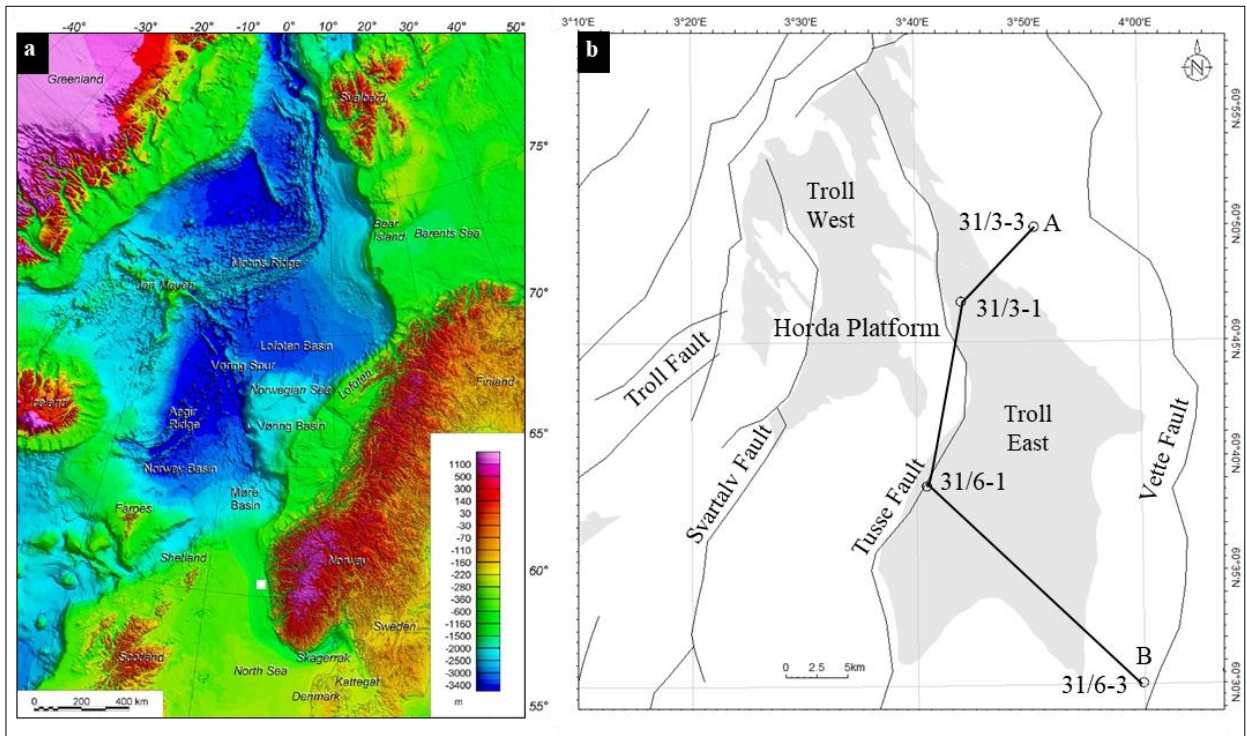 -40°
-30°
-20°
-10°
0°
10°
20°
30°
40°
50°
a
Greenland
Svalbard
75°
Bear
Island
Barents Sea
Mohns Ridge
Jan Mayen
70°
Lofoten Basin
Vøring Spur
Norwegian Sea
Lofoten
Finland
Iceland
Aegir
Ridge
Vøring Basin
65°
Norway Basin
Møre
Basin
Faroes
Shetland
Norway
60°
Scotland
Sweden
North Sea
Skagerrak
Kattegat
Denmark
55°
1100
500
340
140
30
-70
-110
-160
-220
-280
-360
-600
-1500
-2000
-2500
-3000
-3400
m
0 200 400 km
3°10'E
3°20'E
3°30'E
3°40'E
3°50'E
4°00'E
b
N
60°55'N
Troll
West
31/3-3
A
60°50'N
31/3-1
Horda Platform
60°45'N
Troll Fault
Troll
East
60°40'N
Svartalv Fault
Tusse Fault
31/6-1
Vette Fault
60°35'N
B
0 2.5 5km
31/6-3
60°30'N